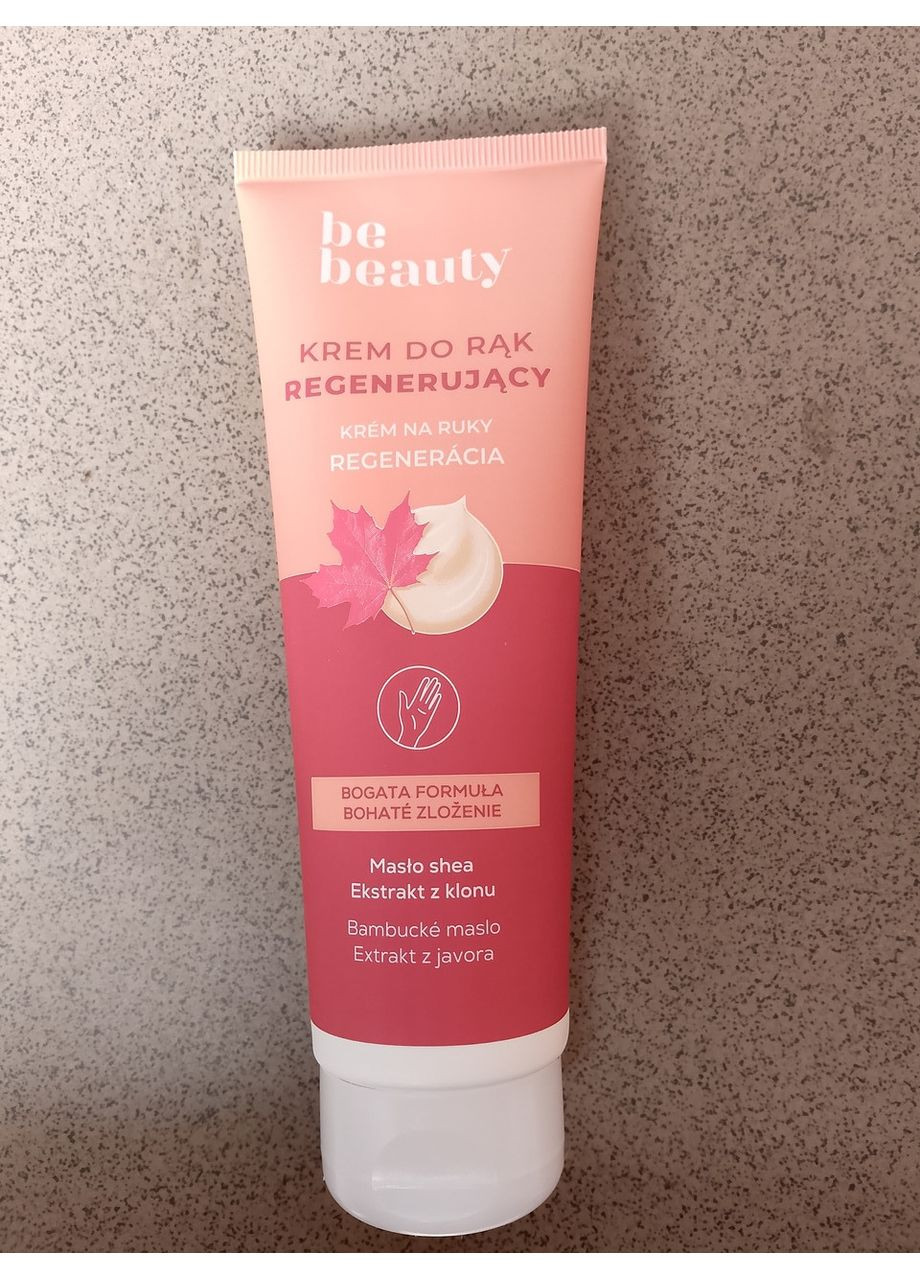 be
beauty
KREM DO RĄK
REGENERUJĄCY
KRÉM NA RUKY
REGENERÁCIA
BOGATA FORMUŁA
BOHATÉ ZLOŽENIE
Masło shea
Ekstrakt z klonu
Bambucké maslo
Extrakt z javora